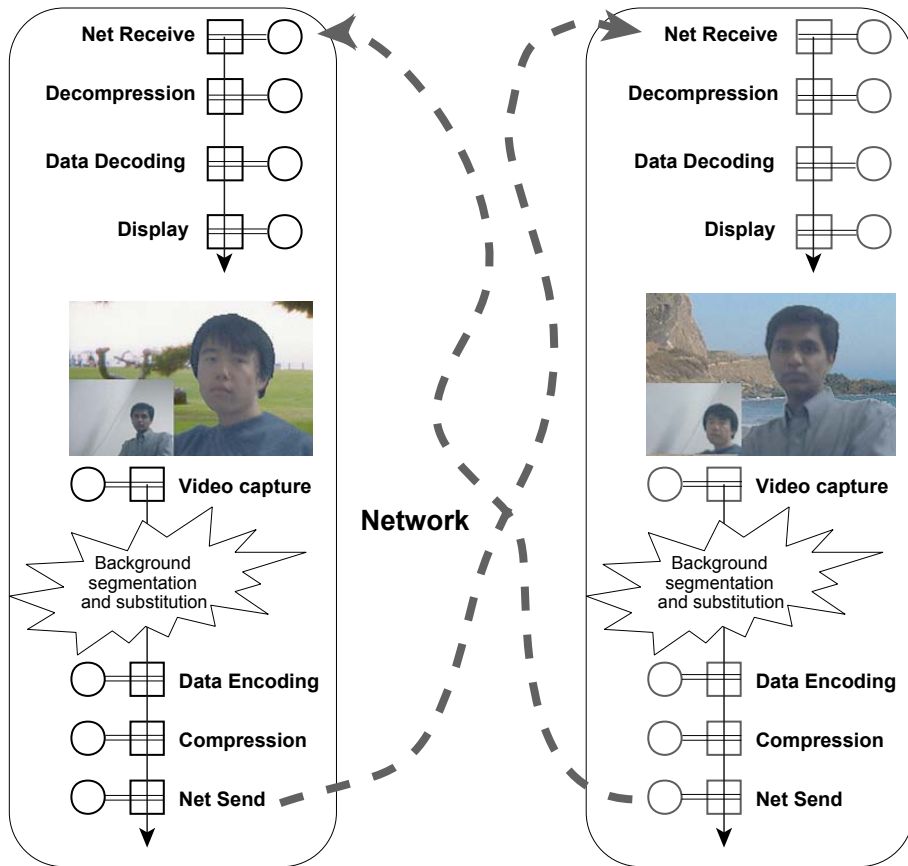 Net Receive
Decompression
Data Decoding
Display
Video capture
Background
segmentation
and substitution
Data Encoding
Compression
Net Send
Network
Net Receive
Decompression
Data Decoding
Display
Video capture
Background
segmentation
and substitution
Data Encoding
Compression
Net Send